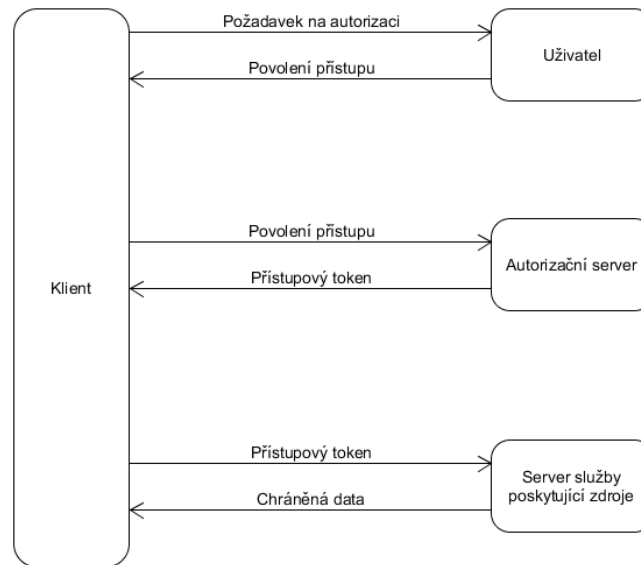 Požadavek na autorizaci
Uživatel
Povolení přístupu
Povolení přístupu
Autorizační server
Klient
Přístupový token
Přístupový token
Server služby
poskytující zdroje
Chráněná data